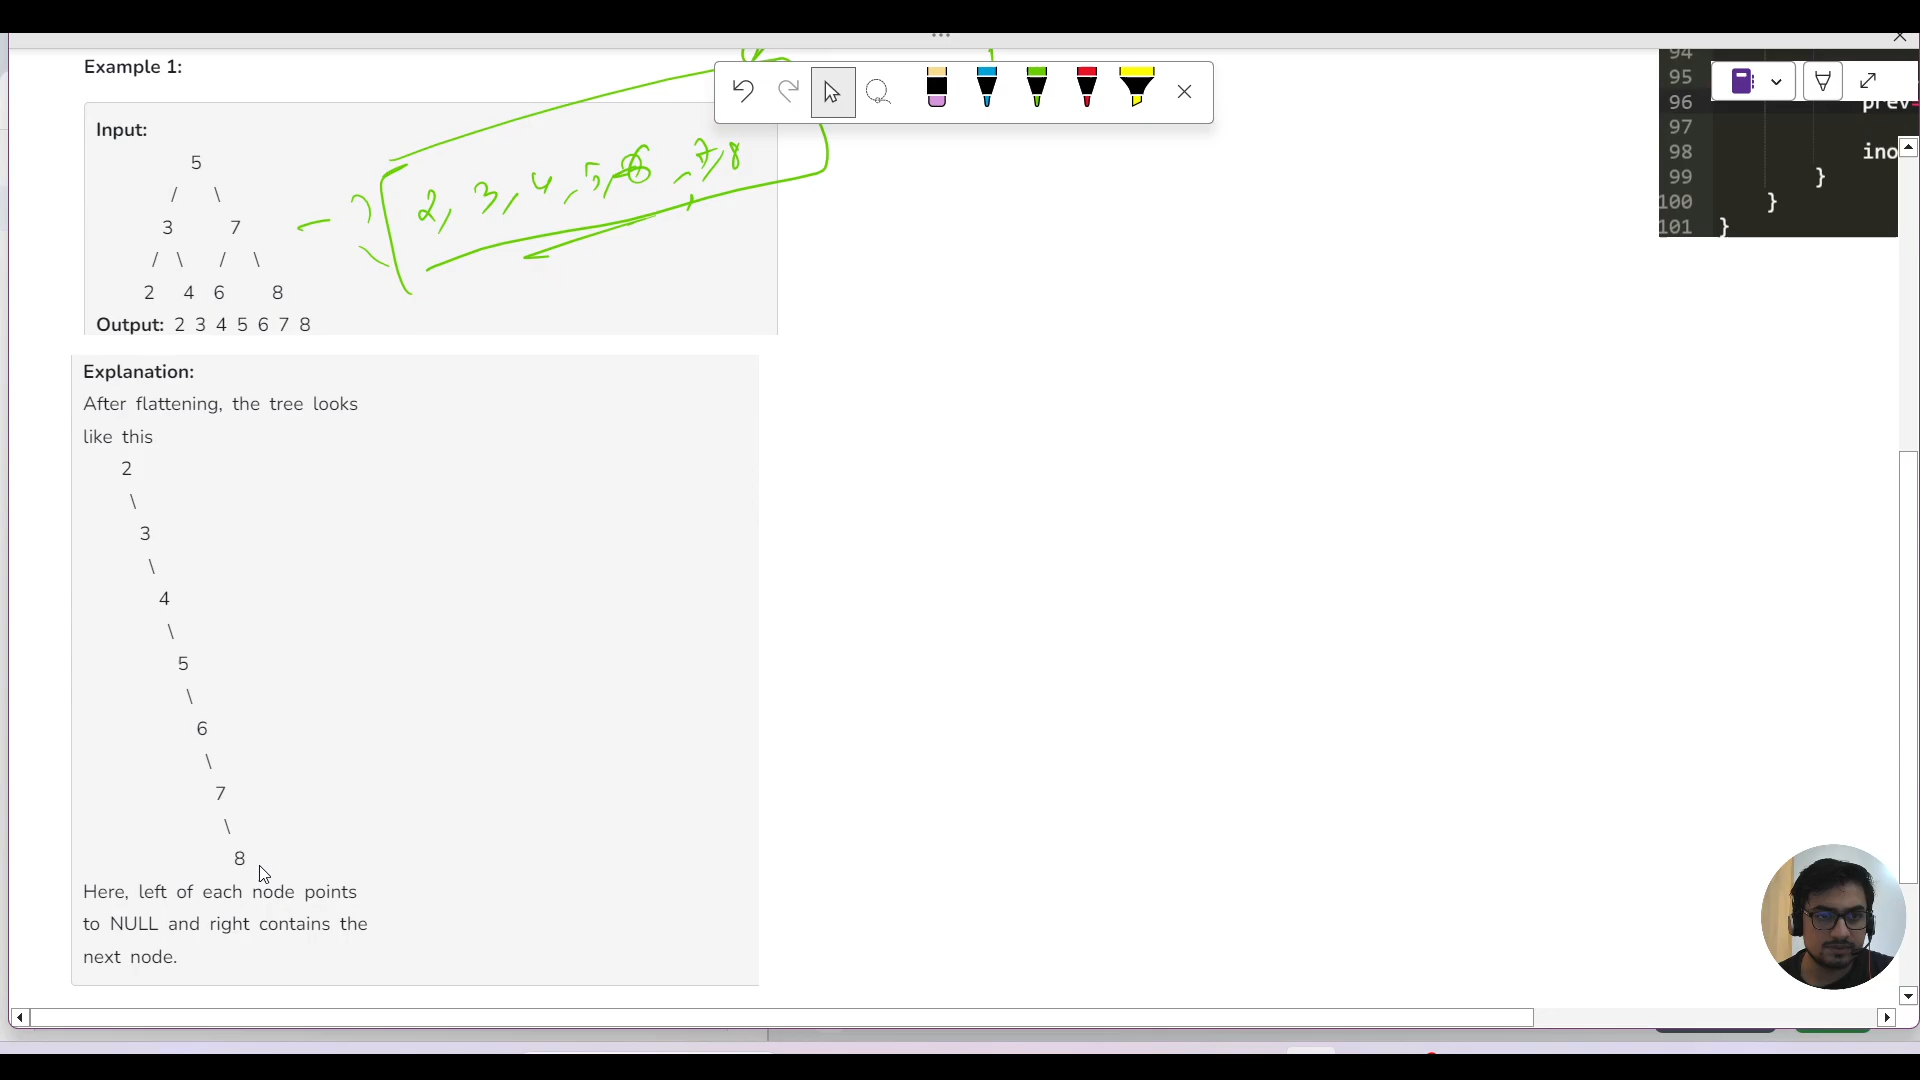 Example 1:
Input:
5
/ \
3 7
/ \ / \
2 4 6 8
Output: 2 3 4 5 6 7 8
2, 3, 4, 5, 6, 7, 8
Explanation:
After flattening, the tree looks
like this
2
\
3
\
4
\
5
\
6
\
7
\
8
Here, left of each node points
to NULL and right contains the
next node.
94
95
96 prev=
97
98 ino
99 }
100 }
101 }